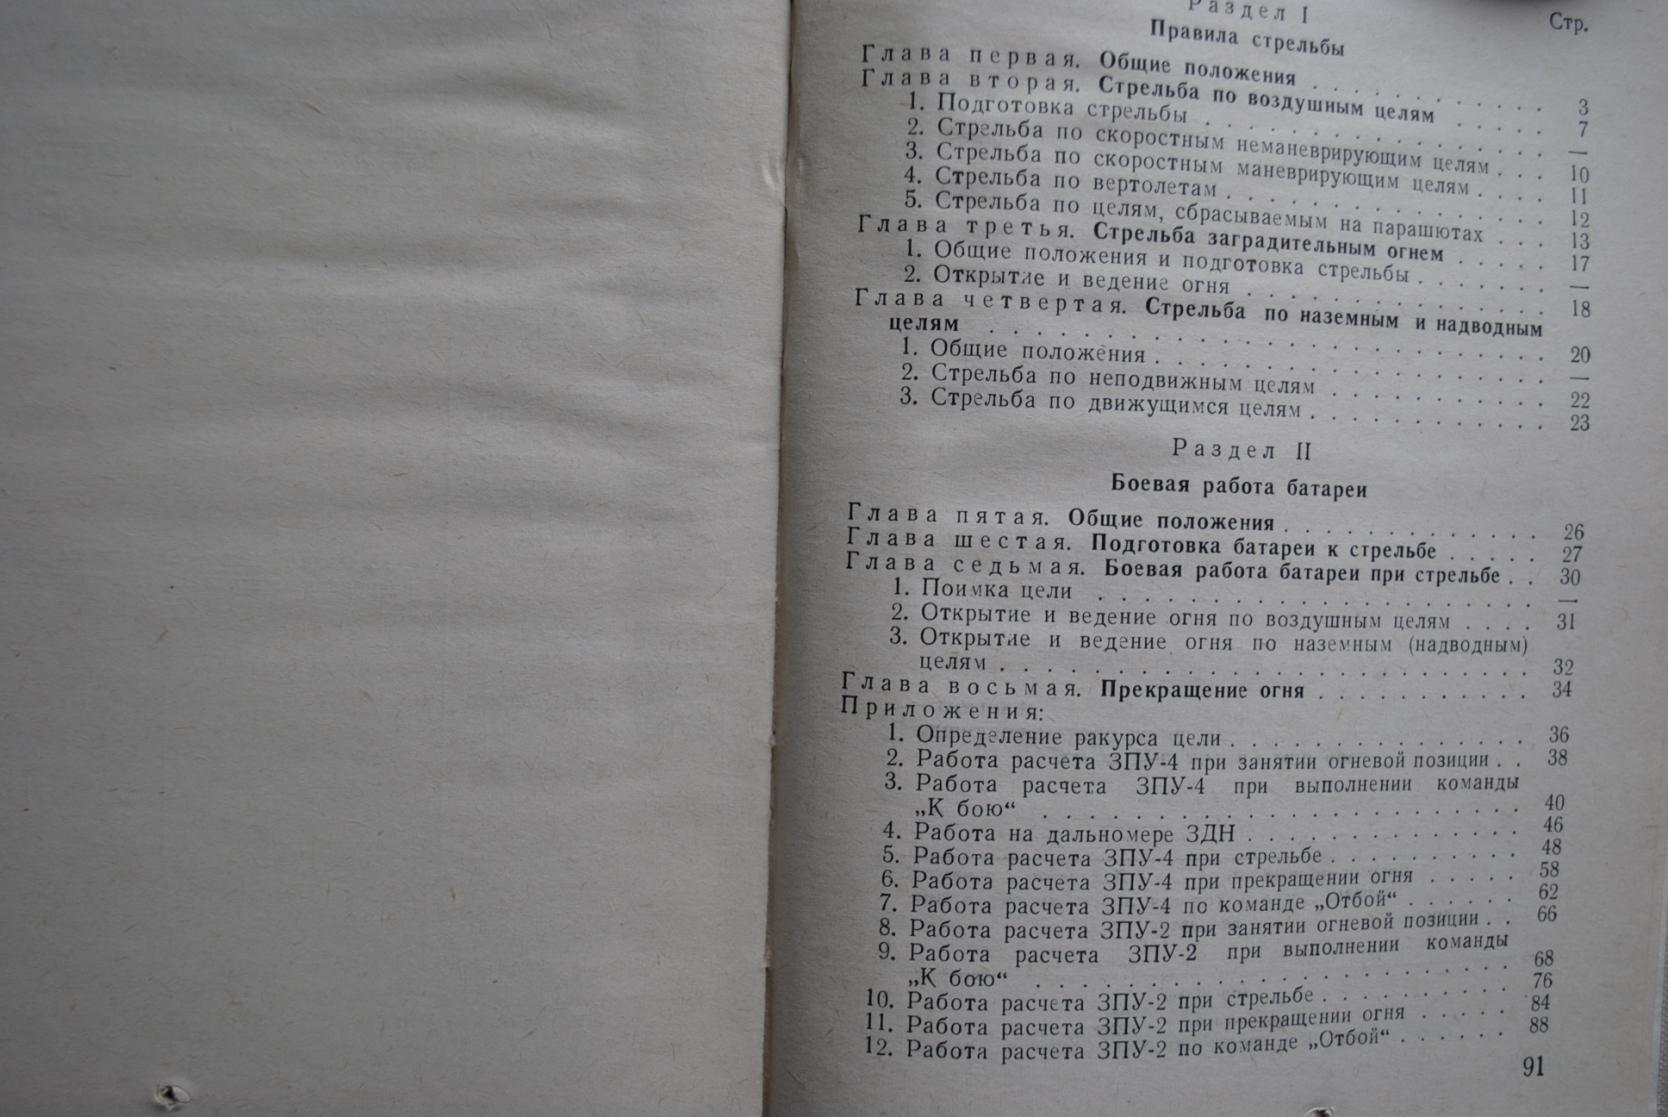 Раздел I
Стр.
Правила стрельбы
Глава первая. Общие положения . . . . . . . . . . 3
Глава вторая. Стрельба по воздушным целям . . . . . 7
1. Подготовка стрельбы . . . . . . . . . . . . . . —
2. Стрельба по скоростным неманеврирующим целям . . . 10
3. Стрельба по скоростным маневрирующим целям . . . . 11
4. Стрельба по вертолетам . . . . . . . . . . . . . . 12
5. Стрельба по целям, сбрасываемым на парашютах . . . 13
Глава третья. Стрельба заградительным огнем . . . . . 17
1. Общие положения и подготовка стрельбы . . . . . . —
2. Открытие и ведение огня . . . . . . . . . . . . . 18
Глава четвертая. Стрельба по наземным и надводным
целям . . . . . . . . . . . . . . . . . . . . . . . . 20
1. Общие положения . . . . . . . . . . . . . . . . . —
2. Стрельба по неподвижным целям . . . . . . . . . . 22
3. Стрельба по движущимся целям . . . . . . . . . . . 23
Раздел II
Боевая работа батареи
Глава пятая. Общие положения . . . . . . . . . . . 26
Глава шестая. Подготовка батареи к стрельбе . . . . . 27
Глава седьмая. Боевая работа батареи при стрельбе . . 30
1. Поимка цели . . . . . . . . . . . . . . . . . . . —
2. Открытие и ведение огня по воздушным целям . . . . 31
3. Открытие и ведение огня по наземным (надводным)
целям . . . . . . . . . . . . . . . . . . . . . . . 32
Глава восьмая. Прекращение огня . . . . . . . . . . 34
Приложения:
1. Определение ракурса цели . . . . . . . . . . . . . 36
2. Работа расчета ЗПУ-4 при занятии огневой позиции . . 38
3. Работа расчета ЗПУ-4 при выполнении команды
„К бою“ . . . . . . . . . . . . . . . . . . . . . 40
4. Работа на дальномере ЗДН . . . . . . . . . . . . 46
5. Работа расчета ЗПУ-4 при стрельбе . . . . . . . . 48
6. Работа расчета ЗПУ-4 при прекращении огня . . . . . 58
7. Работа расчета ЗПУ-4 по команде „Отбой“ . . . . . . 62
8. Работа расчета ЗПУ-2 при занятии огневой позиции . . 66
9. Работа расчета ЗПУ-2 при выполнении команды
„К бою“ . . . . . . . . . . . . . . . . . . . . . 68
10. Работа расчета ЗПУ-2 при стрельбе . . . . . . . . 76
11. Работа расчета ЗПУ-2 при прекращении огня . . . . . 84
12. Работа расчета ЗПУ-2 по команде „Отбой“ . . . . . . 88
91